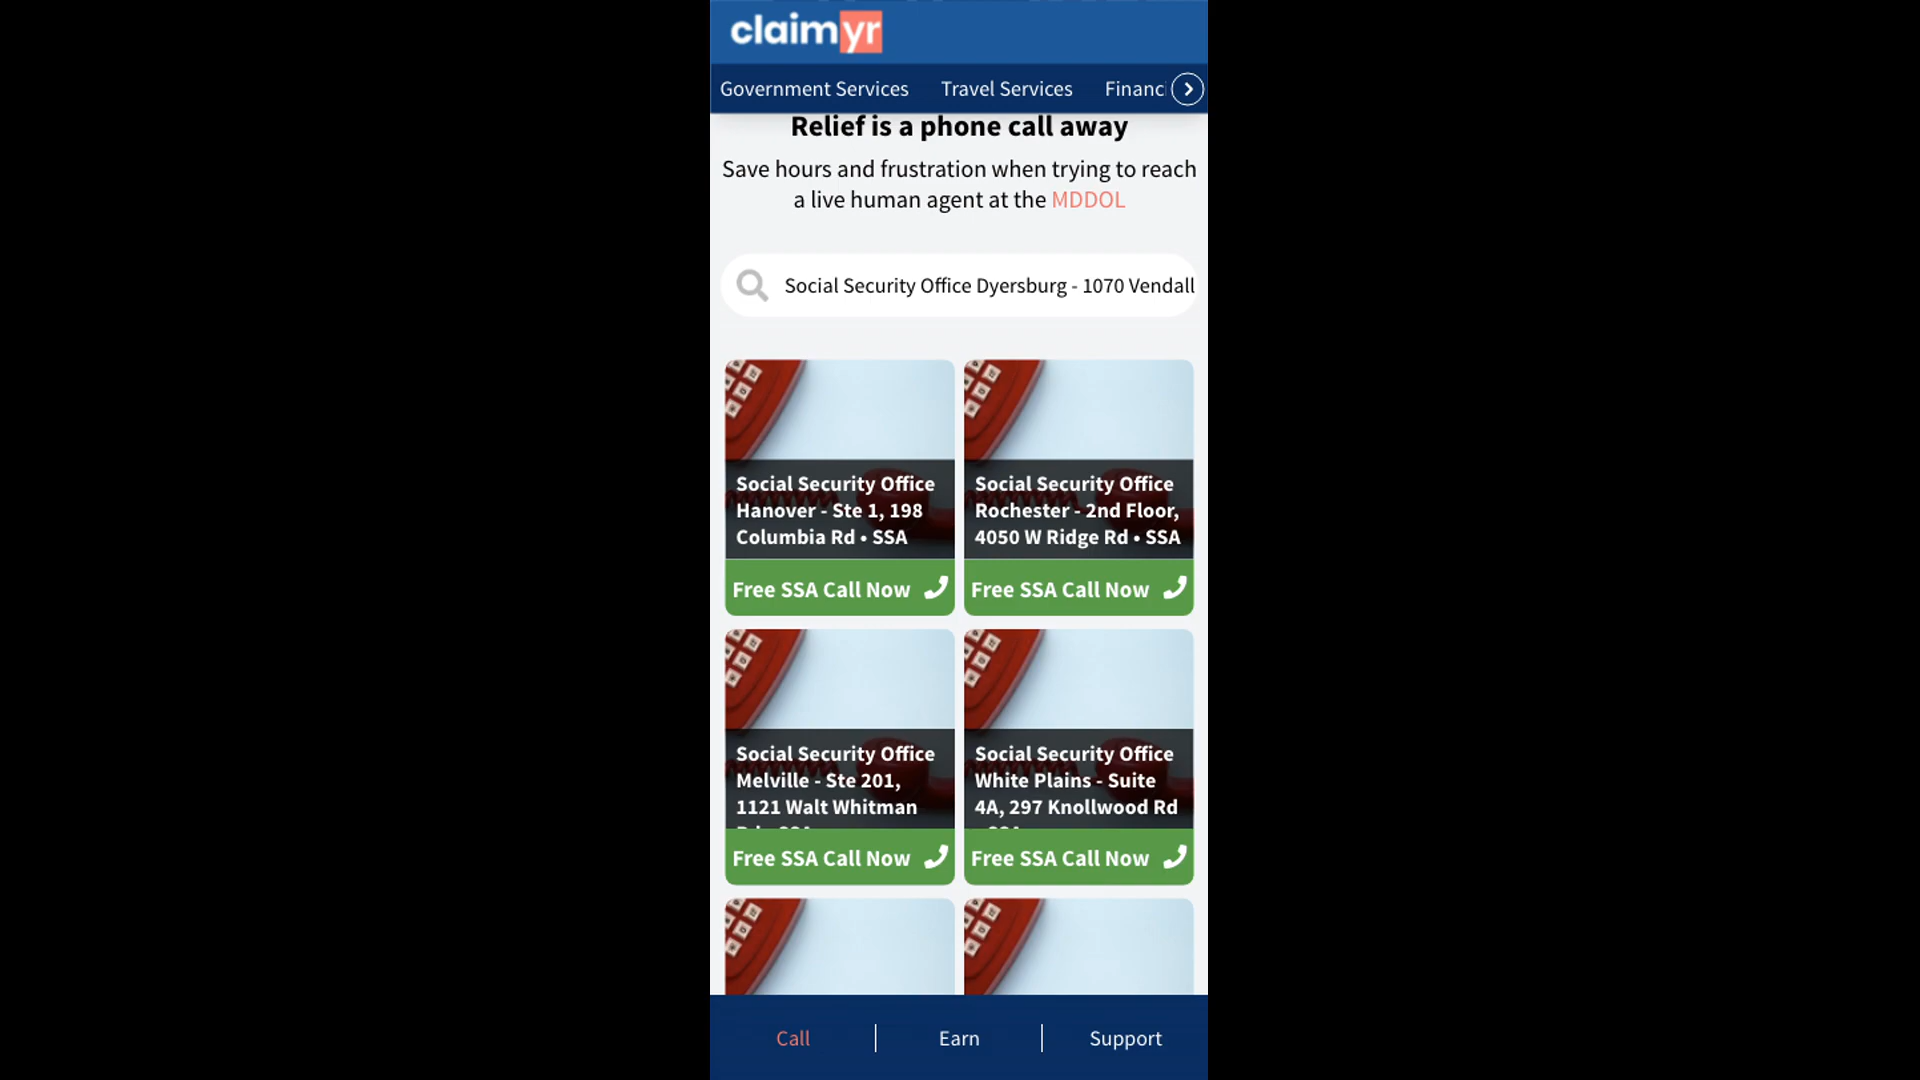 claimyr
Government Services Travel Services Financ
Relief is a phone call away
Save hours and frustration when trying to reach
a live human agent at the MDDOL
Social Security Office Dyersburg - 1070 Vendall
Social Security Office
Hanover - Ste 1, 198
Columbia Rd • SSA
Free SSA Call Now
Social Security Office
Rochester - 2nd Floor,
4050 W Ridge Rd • SSA
Free SSA Call Now
Social Security Office
Melville - Ste 201,
1121 Walt Whitman
Free SSA Call Now
Social Security Office
White Plains - Suite
4A, 297 Knollwood Rd
Free SSA Call Now
Call | Earn | Support